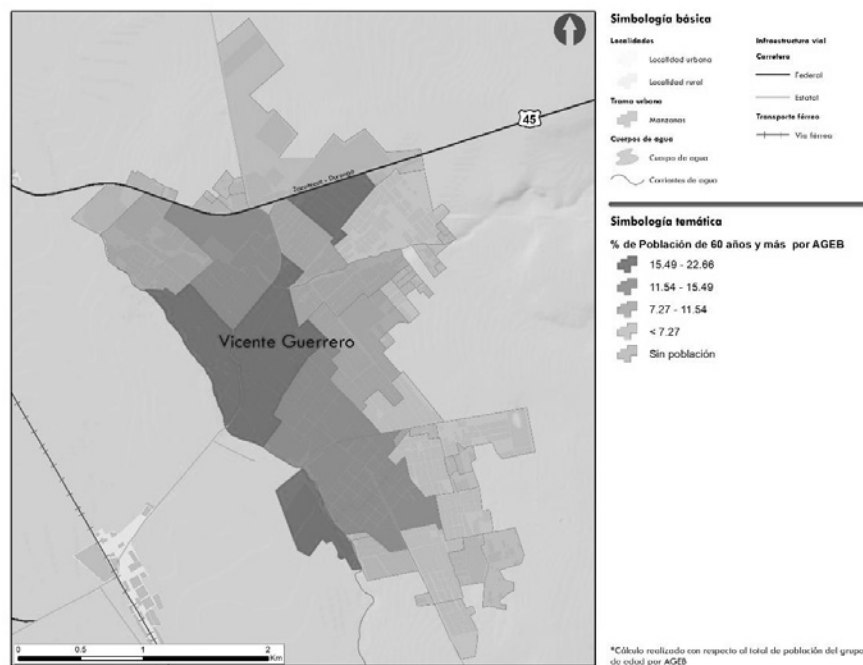 45
Zacatecas - Durango
Vicente Guerrero
0 0.5 1 2
Km
Simbología básica
Localidades
Localidad urbana
Localidad rural
Trama urbana
Manzanas
Cuerpos de agua
Cuerpo de agua
Corrientes de agua
Infraestructura vial
Carretera
Federal
Estatal
Transporte férreo
Vía férrea
Simbología temática
% de Población de 60 años y más por AGEB
15.49 - 22.66
11.54 - 15.49
7.27 - 11.54
< 7.27
Sin población
*Cálculo realizado con respecto al total de población del grupo
de edad por AGEB